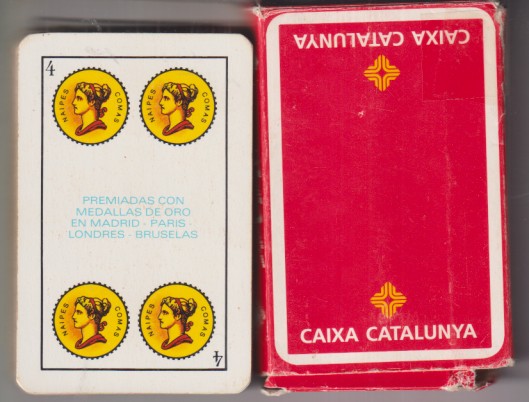 4
NAIPES COMAS
NAIPES COMAS
PREMIADAS CON
MEDALLAS DE ORO
EN MADRID - PARIS -
LONDRES - BRUSELAS
NAIPES COMAS
NAIPES COMAS
4
CAIXA CATALUNYA
CAIXA CATALUNYA